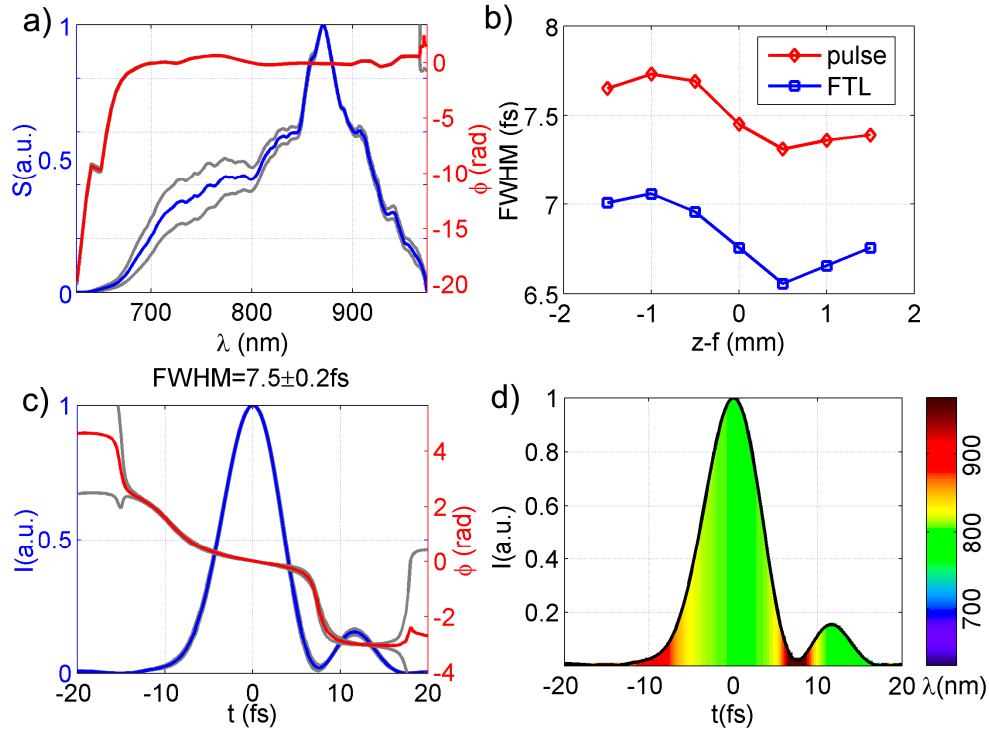 a)
1
0.5
0
S(a.u.)
0
-5
-10
-15
-20
ϕ (rad)
700 800 900
λ (nm)
b)
8
7.5
7
6.5
FWHM (fs)
pulse
FTL
-2 -1 0 1 2
z-f (mm)
FWHM=7.5±0.2fs
c)
1
0.5
0
I(a.u.)
4
2
0
-2
-4
ϕ (rad)
-20 -10 0 10 20
t (fs)
d)
1
0.8
0.6
0.4
0.2
I(a.u.)
-20 -10 0 10 20
t(fs)
900
800
700
λ(nm)